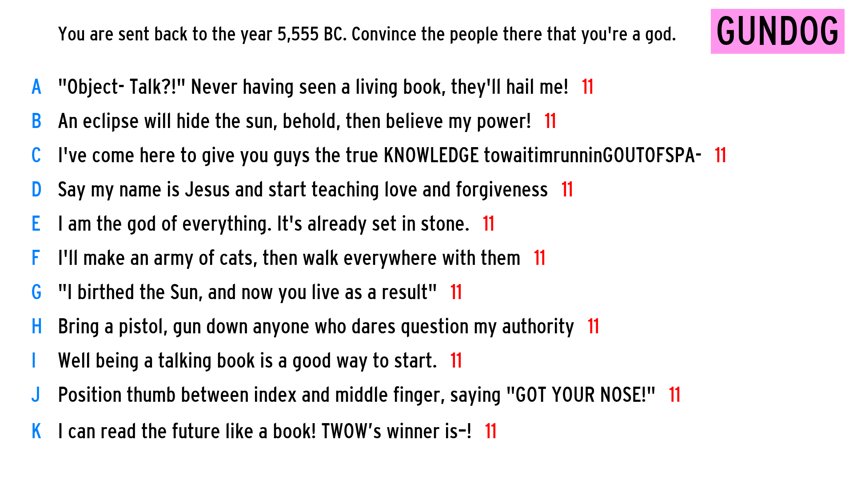 You are sent back to the year 5,555 BC. Convince the people there that you're a god.
GUNDOG
A "Object- Talk?!" Never having seen a living book, they'll hail me! 11
B An eclipse will hide the sun, behold, then believe my power! 11
C I've come here to give you guys the true KNOWLEDGE towaitimrunninGOUTOFSPA- 11
D Say my name is Jesus and start teaching love and forgiveness 11
E I am the god of everything. It's already set in stone. 11
F I'll make an army of cats, then walk everywhere with them 11
G "I birthed the Sun, and now you live as a result" 11
H Bring a pistol, gun down anyone who dares question my authority 11
I Well being a talking book is a good way to start. 11
J Position thumb between index and middle finger, saying "GOT YOUR NOSE!" 11
K I can read the future like a book! TWOW’s winner is–! 11